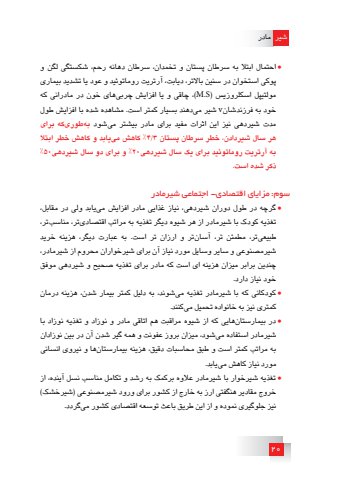 شیر مادر
● احتمال ابتلا به سرطان پستان و تخمدان، سرطان دهانه رحم، شکستگی لگن و
پوکی استخوان در سنین بالاتر، دیابت، آرتریت روماتوئید و عود یا تشدید بیماری
مولتیپل اسکلروزیس (M.S)، چاقی و یا افزایش چربی‌های خون در مادرانی که
خود به فرزندشان۷ شیر می‌دهند بسیار کمتر است. مشاهده شده با افزایش طول
مدت شیردهی نیز این اثرات مفید برای مادر بیشتر می‌شود به‌طوری‌که برای
هر سال شیردادن، خطر سرطان پستان ۴/۳٪ کاهش می‌یابد و کاهش خطر ابتلا
به آرتریت روماتوئید برای یک سال شیردهی۲۰٪ و برای دو سال شیردهی۵۰٪
ذکر شده است.
سوم: مزایای اقتصادی- اجتماعی شیرمادر
● گرچه در طول دوران شیردهی، نیاز غذایی مادر افزایش می‌یابد ولی در مقابل،
تغذیه کودک با شیرمادر از هر شیوه دیگر تغذیه به مراتب اقتصادی‌تر، مناسب‌تر،
طبیعی‌تر، مطمئن تر، آسان‌تر و ارزان تر است. به عبارت دیگر، هزینه خرید
شیرمصنوعی و سایر وسایل مورد نیاز آن برای شیرخواران محروم از شیرمادر،
چندین برابر میزان هزینه ای است که مادر برای تغذیه صحیح و شیردهی موفق
خود نیاز دارد.
● کودکانی که با شیرمادر تغذیه می‌شوند، به دلیل کمتر بیمار شدن، هزینه درمان
کمتری نیز به خانواده تحمیل می‌کنند.
● در بیمارستان‌هایی که از شیوه مراقبت هم اتاقی مادر و نوزاد و تغذیه نوزاد با
شیرمادر استفاده می‌شود، میزان بروز عفونت و همه گیر شدن آن در بین نوزادان
به مراتب کمتر است و طبق محاسبات دقیق، هزینه بیمارستان‌ها و نیروی انسانی
مورد نیاز کاهش می‌یابد.
● تغذیه شیرخوار با شیرمادر علاوه برکمک به رشد و تکامل مناسب نسل آینده، از
خروج مقادیر هنگفتی ارز به خارج از کشور برای ورود شیرمصنوعی (شیرخشک)
نیز جلوگیری نموده و از این طریق باعث توسعه اقتصادی کشور می‌گردد.
۲۰